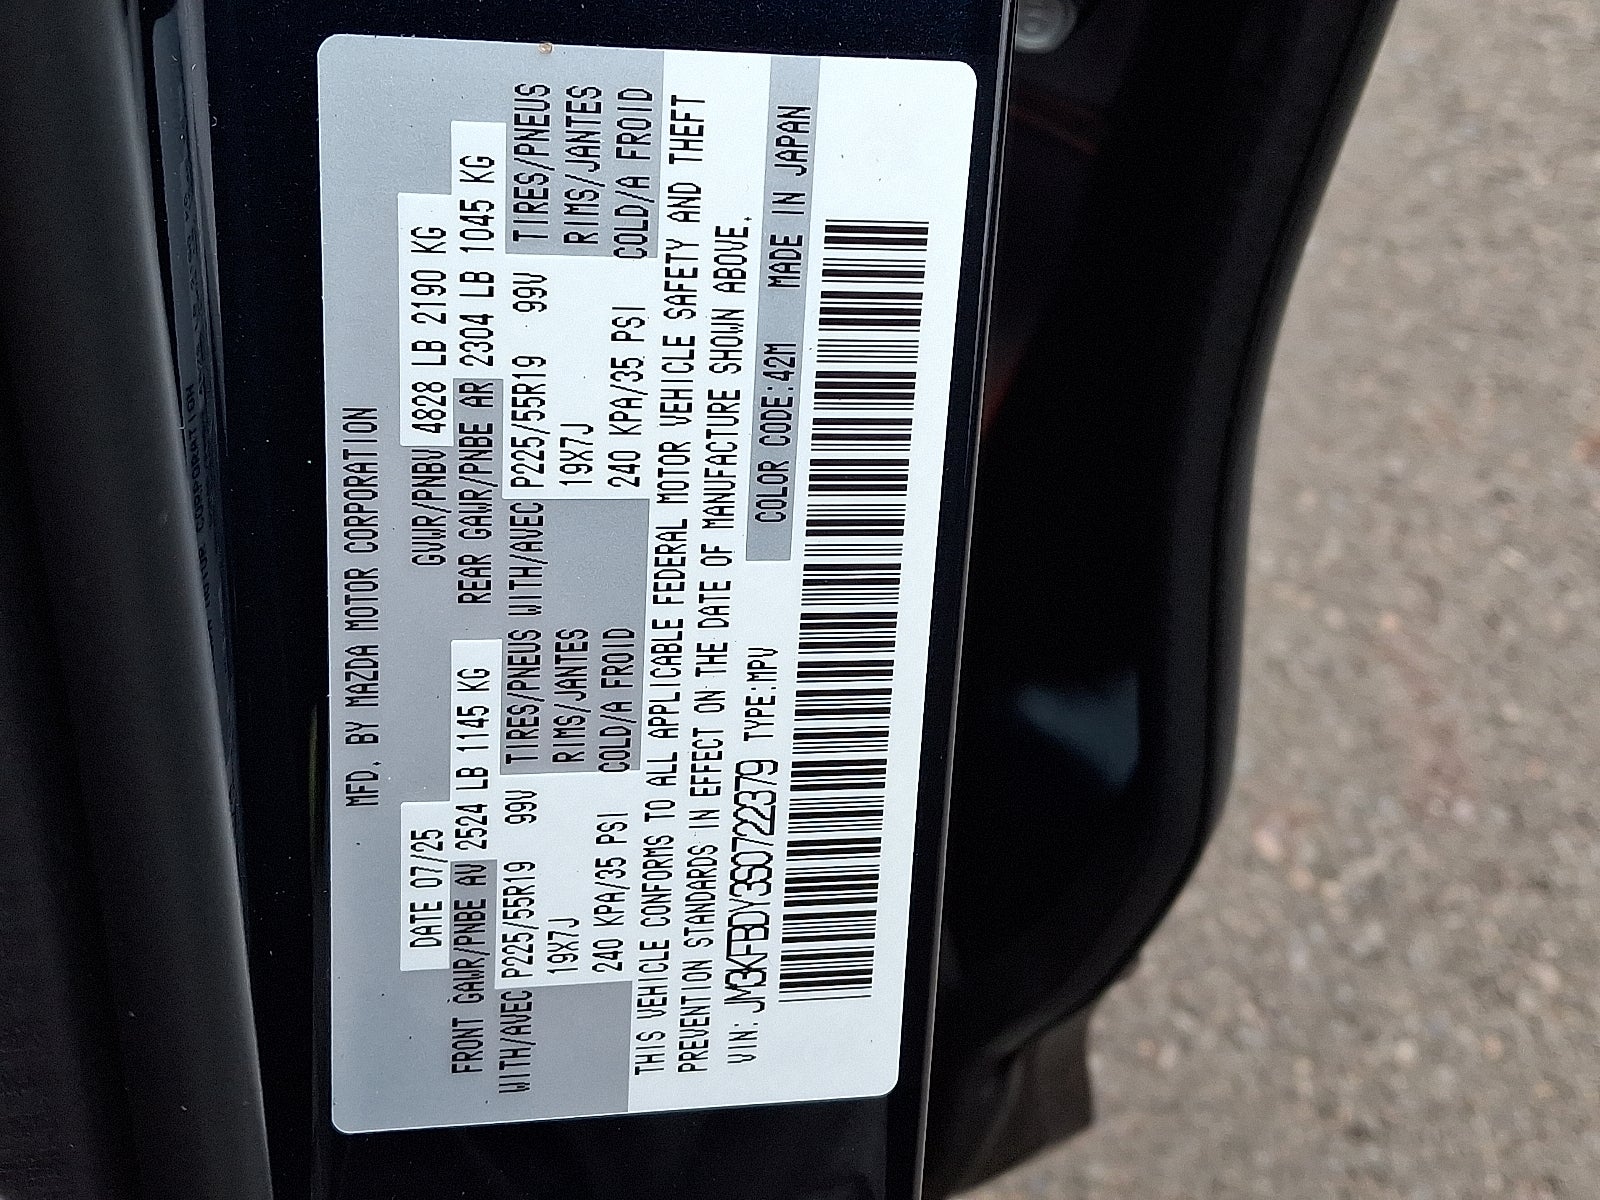 MFD. BY MAZDA MOTOR CORPORATION
DATE 07/25 GVWR/PNBV 4828 LB 2190 KG
FRONT GAWR/PNBE AV 2524 LB 1145 KG REAR GAWR/PNBE AR 2304 LB 1045 KG
WITH/AVEC P225/55R19 99V TIRES/PNEUS WITH/AVEC P225/55R19 99V TIRES/PNEUS
19X7J RIMS/JANTES 19X7J RIMS/JANTES
240 KPA/35 PSI COLD/A FROID 240 KPA/35 PSI COLD/A FROID
THIS VEHICLE CONFORMS TO ALL APPLICABLE FEDERAL MOTOR VEHICLE SAFETY AND THEFT
PREVENTION STANDARDS IN EFFECT ON THE DATE OF MANUFACTURE SHOWN ABOVE.
VIN: JM3KFBDY3S0722379 TYPE:MPV COLOR CODE:42M MADE IN JAPAN